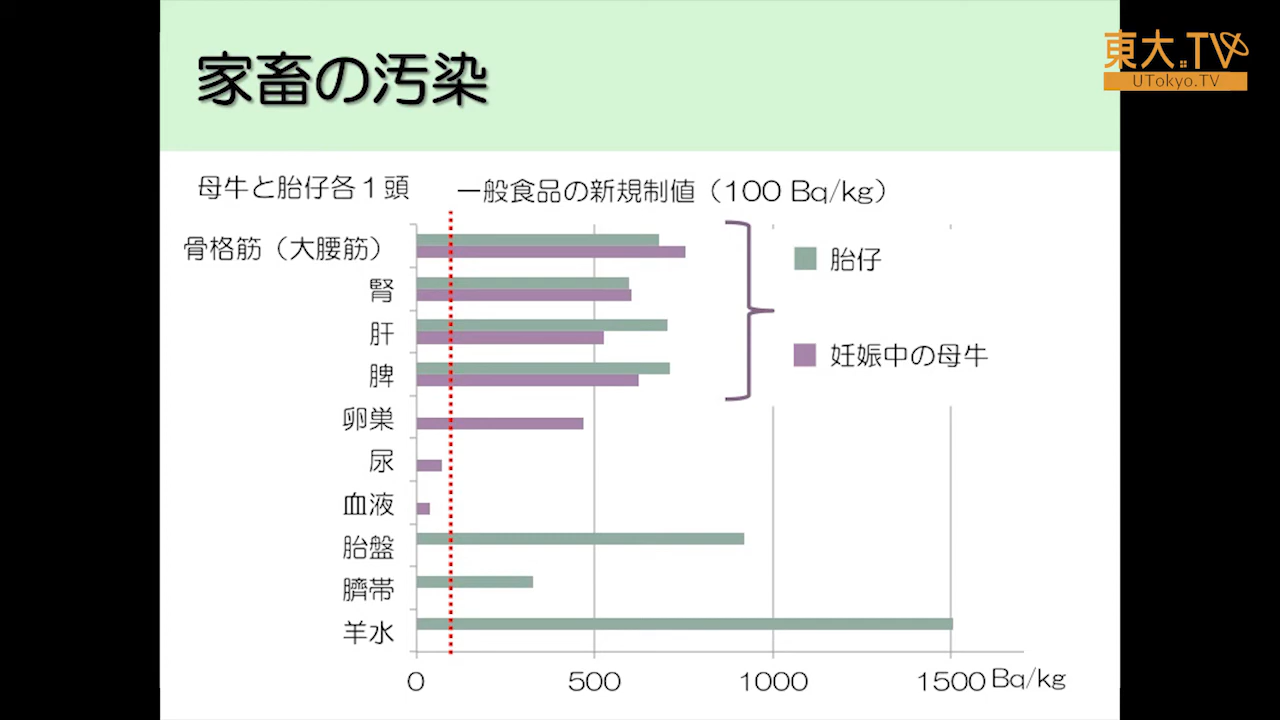 家畜の汚染
東大.TV
UTokyo.TV
母牛と胎仔各1頭
一般食品の新規制値（100 Bq/kg）
骨格筋（大腰筋）
腎
肝
脾
卵巣
尿
血液
胎盤
臍帯
羊水
胎仔
妊娠中の母牛
0
500
1000
1500
Bq/kg